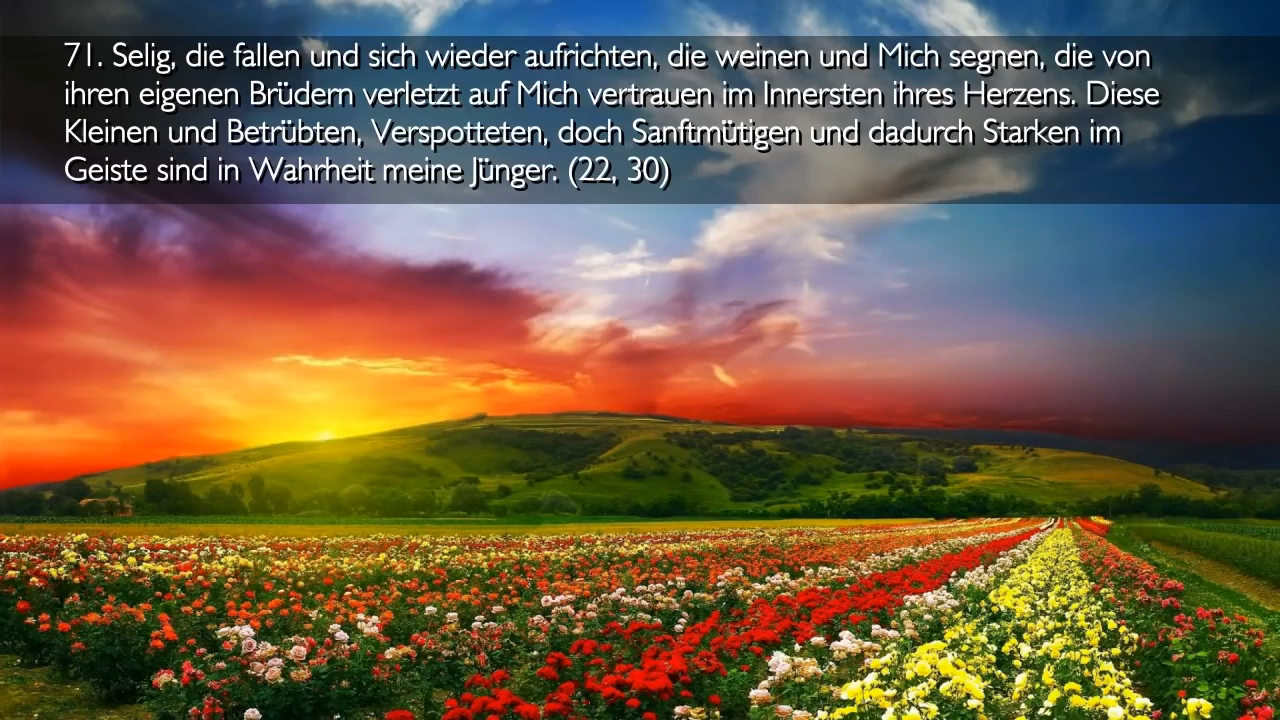 71. Selig, die fallen und sich wieder aufrichten, die weinen und Mich segnen, die von
ihren eigenen Brüdern verletzt auf Mich vertrauen im Innersten ihres Herzens. Diese
Kleinen und Betrübten, Verspotteten, doch Sanftmütigen und dadurch Starken im
Geiste sind in Wahrheit meine Jünger. (22, 30)